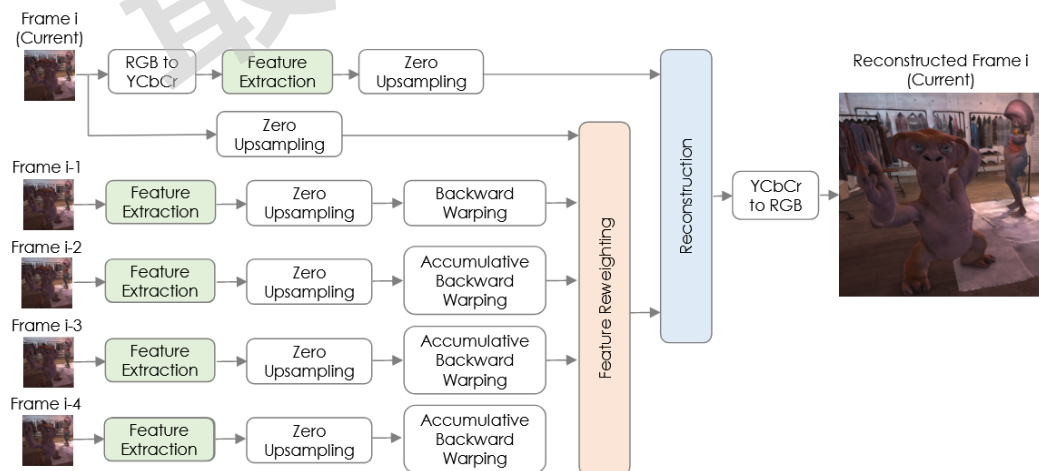 Frame i
(Current)
RGB to
YCbCr
Feature
Extraction
Zero
Upsampling
Zero
Upsampling
Frame i-1
Feature
Extraction
Zero
Upsampling
Backward
Warping
Frame i-2
Feature
Extraction
Zero
Upsampling
Accumulative
Backward
Warping
Frame i-3
Feature
Extraction
Zero
Upsampling
Accumulative
Backward
Warping
Frame i-4
Feature
Extraction
Zero
Upsampling
Accumulative
Backward
Warping
Feature Reweighting
Reconstruction
YCbCr
to RGB
Reconstructed Frame i
(Current)